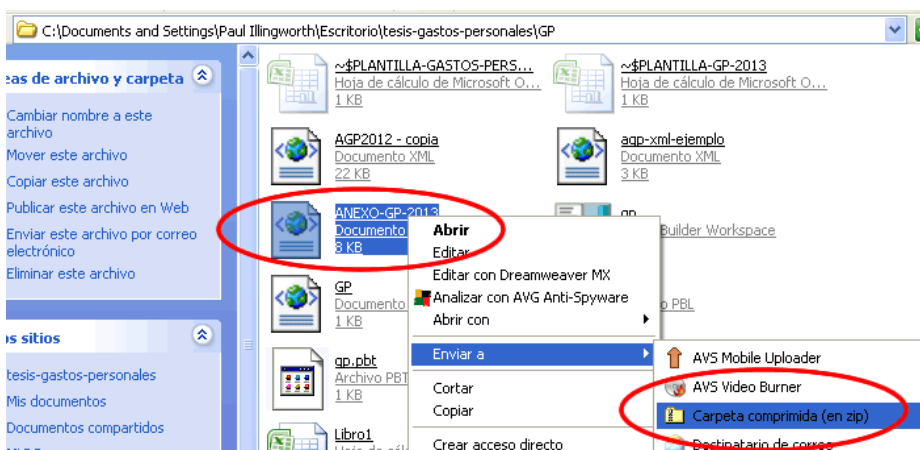 C:\Documents and Settings\Paul Illingworth\Escritorio\tesis-gastos-personales\GP
eas de archivo y carpeta
Cambiar nombre a este
archivo
Mover este archivo
Copiar este archivo
Publicar este archivo en Web
Enviar este archivo por correo
electrónico
Eliminar este archivo
os sitios
tesis-gastos-personales
Mis documentos
Documentos compartidos
~$PLANTILLA-GASTOS-PERS...
Hoja de cálculo de Microsoft O...
1 KB
~$PLANTILLA-GP-2013
Hoja de cálculo de Microsoft O...
1 KB
AGP2012 - copia
Documento XML
22 KB
agp-xml-ejemplo
Documento XML
3 KB
ANEXO-GP-2013
Documento
8 KB
gp
Builder Workspace
GP
Documento
1 KB
o PBL
gp.pbt
Archivo PBT
1 KB
Libro1
Abrir
Editar
Editar con Dreamweaver MX
Analizar con AVG Anti-Spyware
Abrir con
Enviar a
Cortar
Copiar
Crear acceso directo
AVS Mobile Uploader
AVS Video Burner
Carpeta comprimida (en zip)
Destinatario de correo